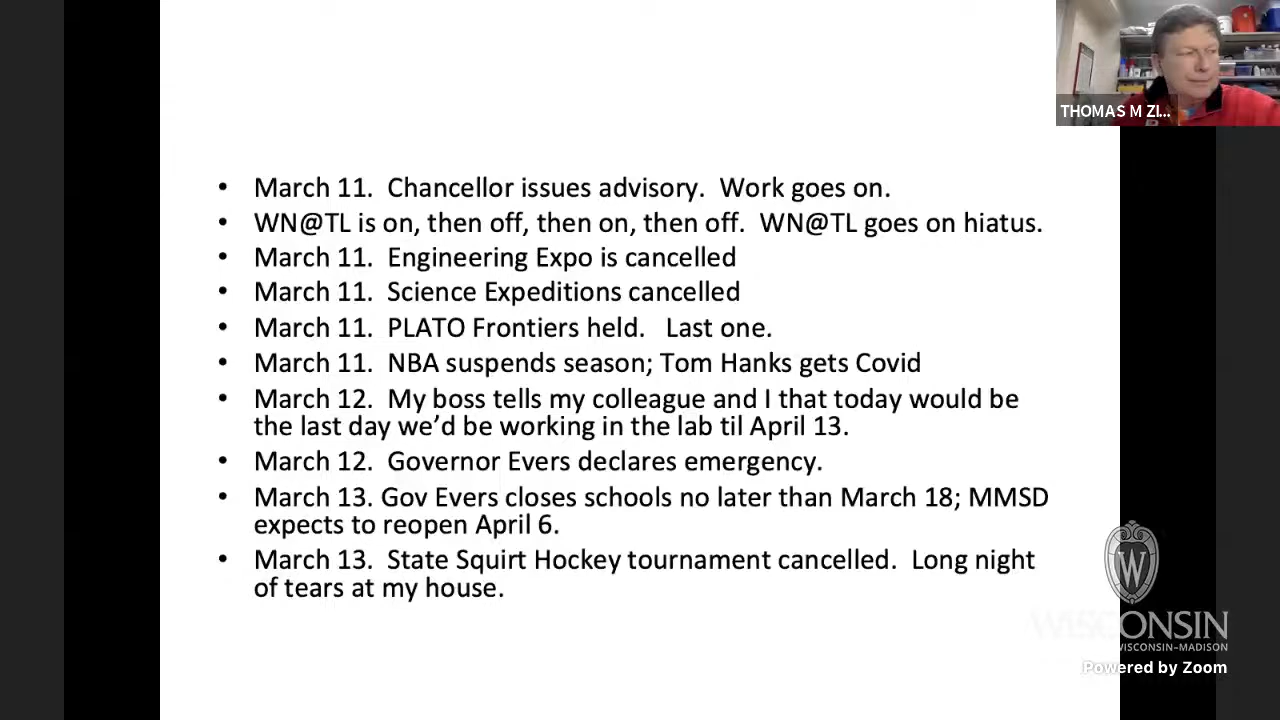 THOMAS M ZI...
• March 11. Chancellor issues advisory. Work goes on.
• WN@TL is on, then off, then on, then off. WN@TL goes on hiatus.
• March 11. Engineering Expo is cancelled
• March 11. Science Expeditions cancelled
• March 11. PLATO Frontiers held. Last one.
• March 11. NBA suspends season; Tom Hanks gets Covid
• March 12. My boss tells my colleague and I that today would be
the last day we'd be working in the lab til April 13.
• March 12. Governor Evers declares emergency.
• March 13. Gov Evers closes schools no later than March 18; MMSD
expects to reopen April 6.
• March 13. State Squirt Hockey tournament cancelled. Long night
of tears at my house.
W
WISCONSIN
WISCONSIN–MADISON
Powered by Zoom